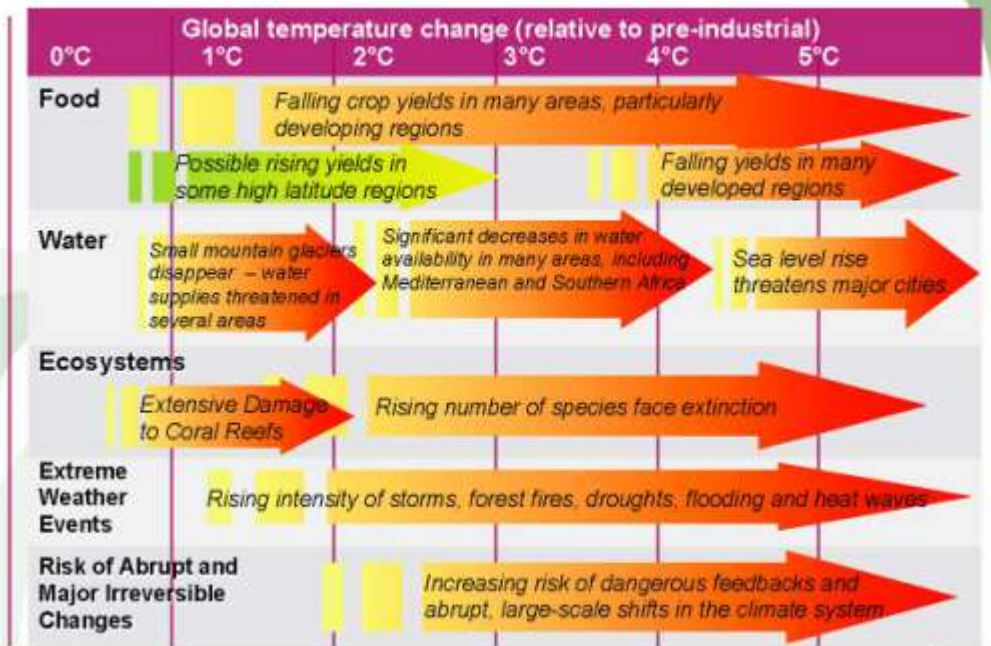 Global temperature change (relative to pre-industrial)
0°C 1°C 2°C 3°C 4°C 5°C
Food
Falling crop yields in many areas, particularly
developing regions
Possible rising yields in
some high latitude regions
Falling yields in many
developed regions
Water
Small mountain glaciers
disappear – water
supplies threatened in
several areas
Significant decreases in water
availability in many areas, including
Mediterranean and Southern Africa
Sea level rise
threatens major cities
Ecosystems
Extensive Damage
to Coral Reefs
Rising number of species face extinction
Extreme
Weather
Events
Rising intensity of storms, forest fires, droughts, flooding and heat waves
Risk of Abrupt and
Major Irreversible
Changes
Increasing risk of dangerous feedbacks and
abrupt, large-scale shifts in the climate system